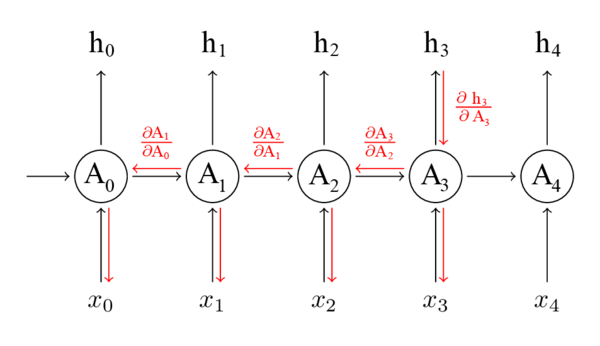 h₀ h₁ h₂ h₃ h₄
∂A₁/∂A₀ ∂A₂/∂A₁ ∂A₃/∂A₂ ∂h₃/∂A₃
A₀ A₁ A₂ A₃ A₄
x₀ x₁ x₂ x₃ x₄